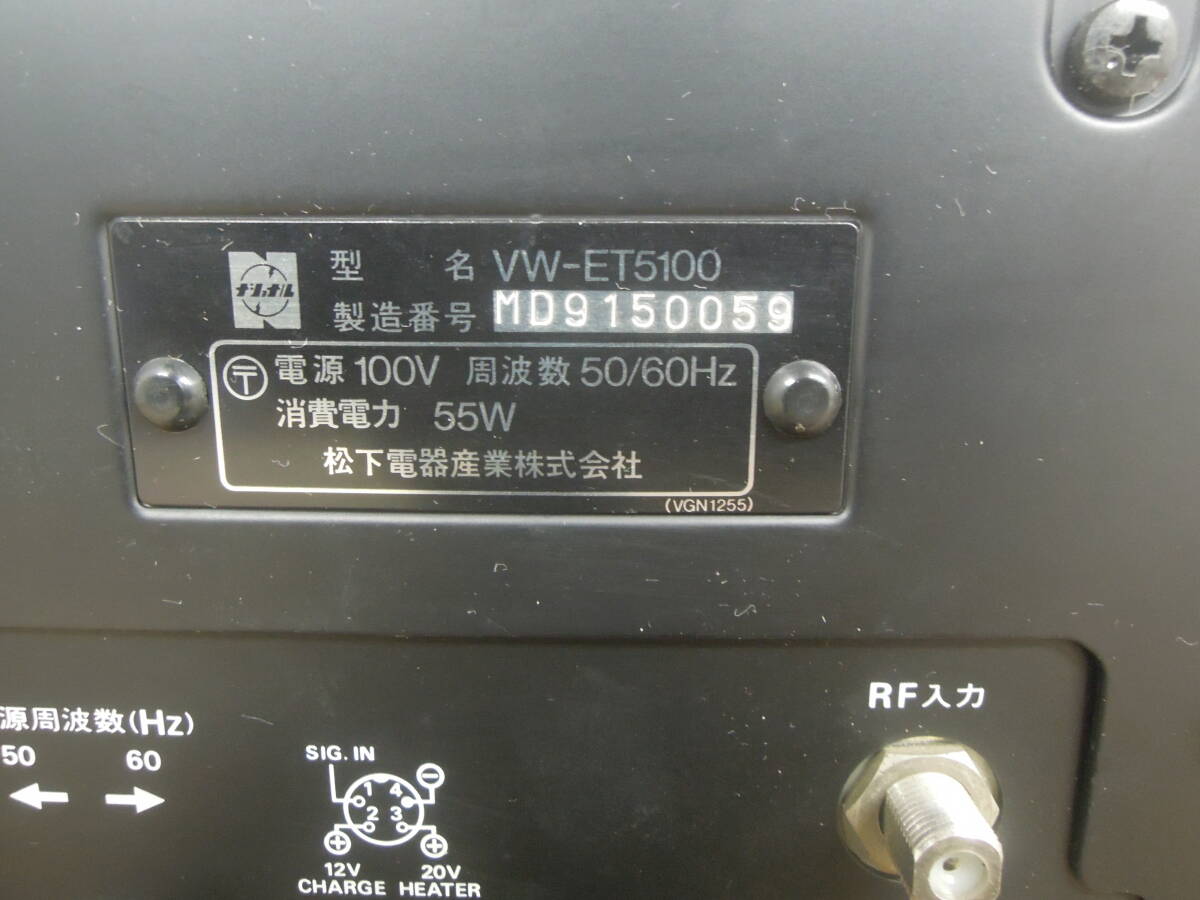 ナショナル
型 名 VW-ET5100
製造番号 MD9150059
〒 電源 100V 周波数 50/60Hz
消費電力 55W
松下電器産業株式会社
(VGN1255)
源周波数(Hz)
50 60
SIG. IN
1 4 ⊖
2 3
⊕ ⊕
12V 20V
CHARGE HEATER
RF入力